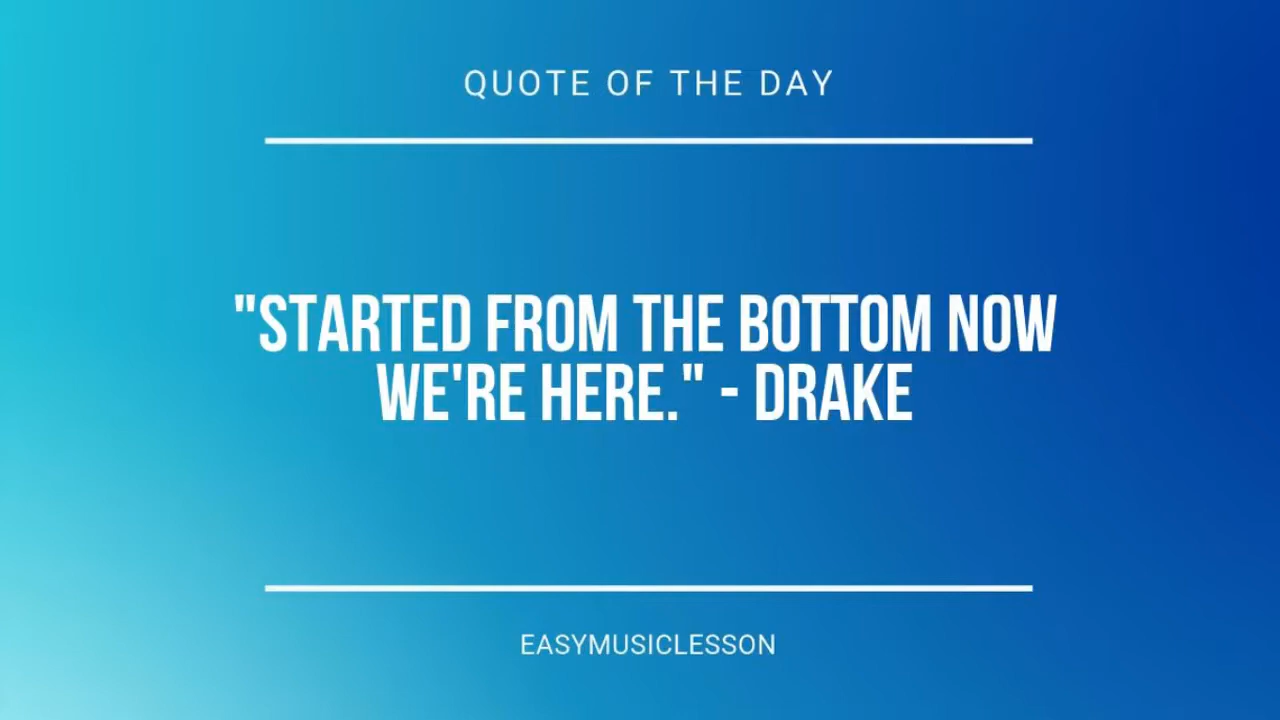 QUOTE OF THE DAY
"STARTED FROM THE BOTTOM NOW
WE'RE HERE." - DRAKE
EASYMUSICLESSON